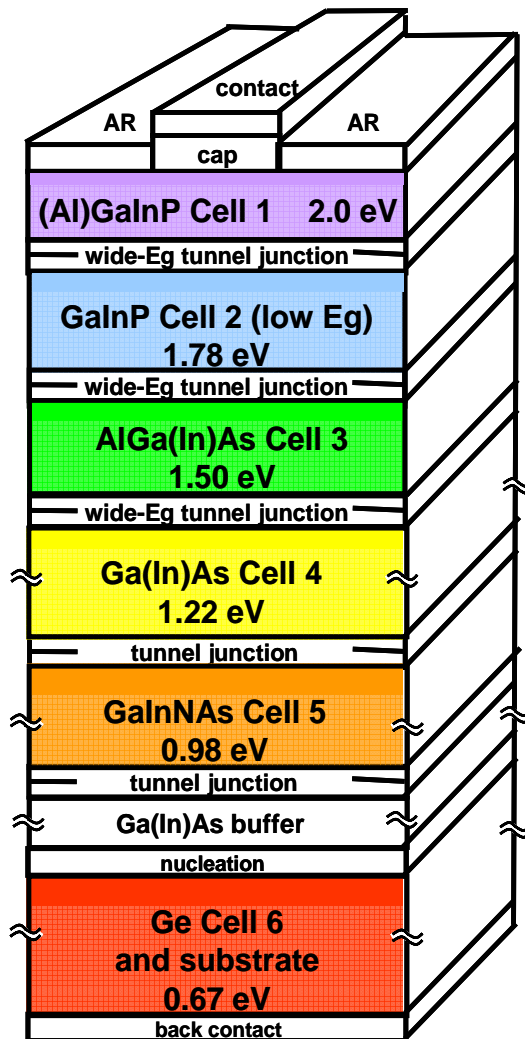 contact
AR
AR
cap
(Al)GaInP Cell 1 2.0 eV
wide-Eg tunnel junction
GaInP Cell 2 (low Eg)
1.78 eV
wide-Eg tunnel junction
AlGa(In)As Cell 3
1.50 eV
wide-Eg tunnel junction
Ga(In)As Cell 4
1.22 eV
tunnel junction
GaInNAs Cell 5
0.98 eV
tunnel junction
Ga(In)As buffer
nucleation
Ge Cell 6
and substrate
0.67 eV
back contact